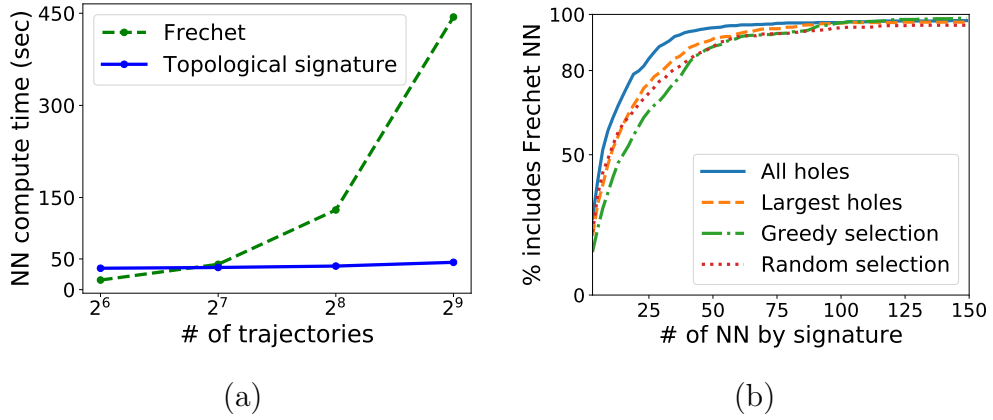 NN compute time (sec)
450
300
150
50
0
Frechet
Topological signature
2^6
2^7
2^8
2^9
# of trajectories
(a)
% includes Frechet NN
100
80
50
0
All holes
Largest holes
Greedy selection
Random selection
25
50
75
100
125
150
# of NN by signature
(b)